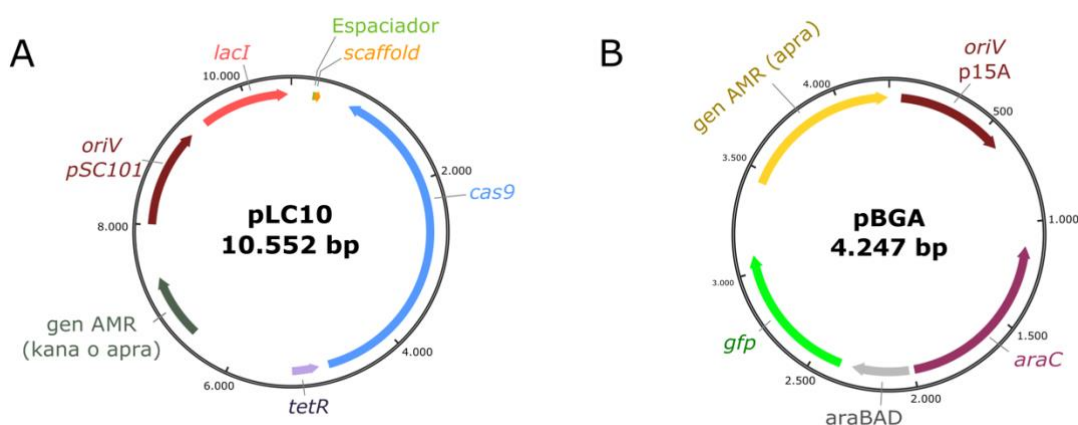 A
Espaciador
scaffold
lacI
10.000
oriV
pSC101
2.000
cas9
pLC10
10.552 bp
8.000
gen AMR
(kana o apra)
4.000
6.000
tetR
B
gen AMR (apra)
4.000
oriV
p15A
500
3.500
1.000
pBGA
4.247 bp
3.000
gfp
1.500
araC
2.500
2.000
araBAD